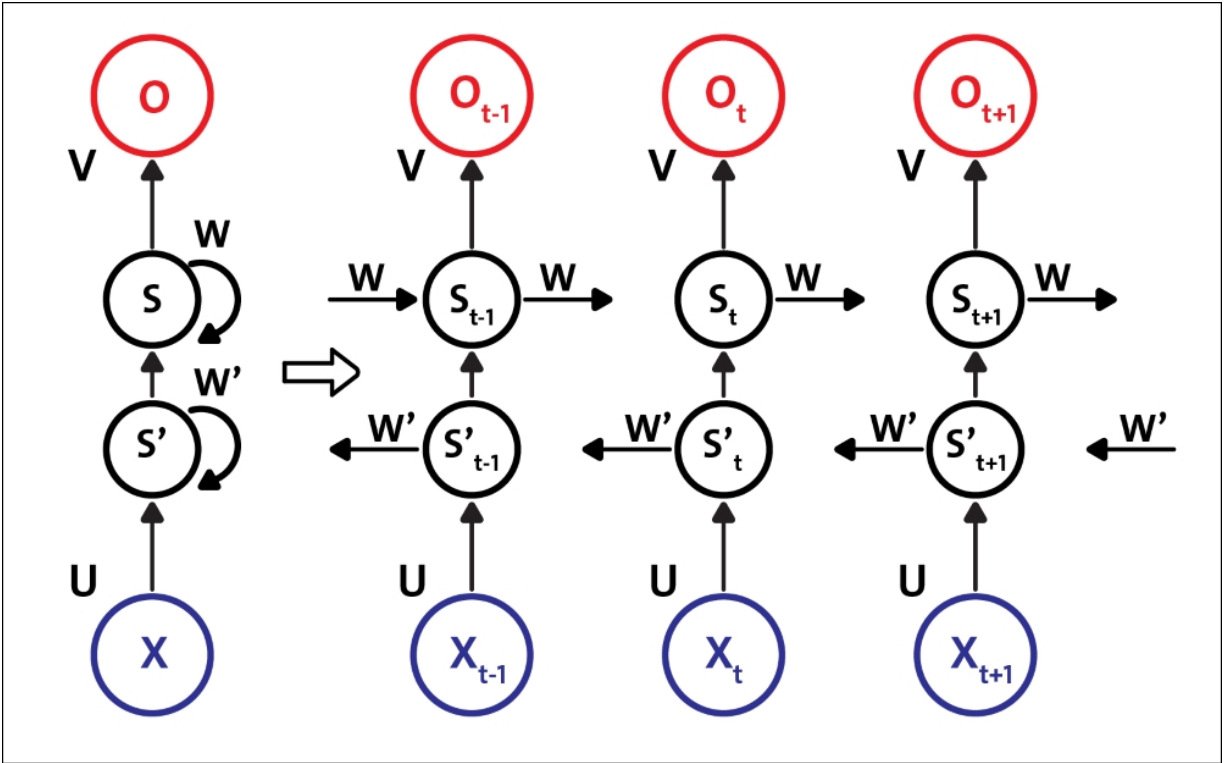 O O t-1 O t O t+1
V V V V
W
S W S t-1 W S t W S t+1 W
W'
S' W' S' t-1 W' S' t W' S' t+1 W'
U U U U
X X t-1 X t X t+1